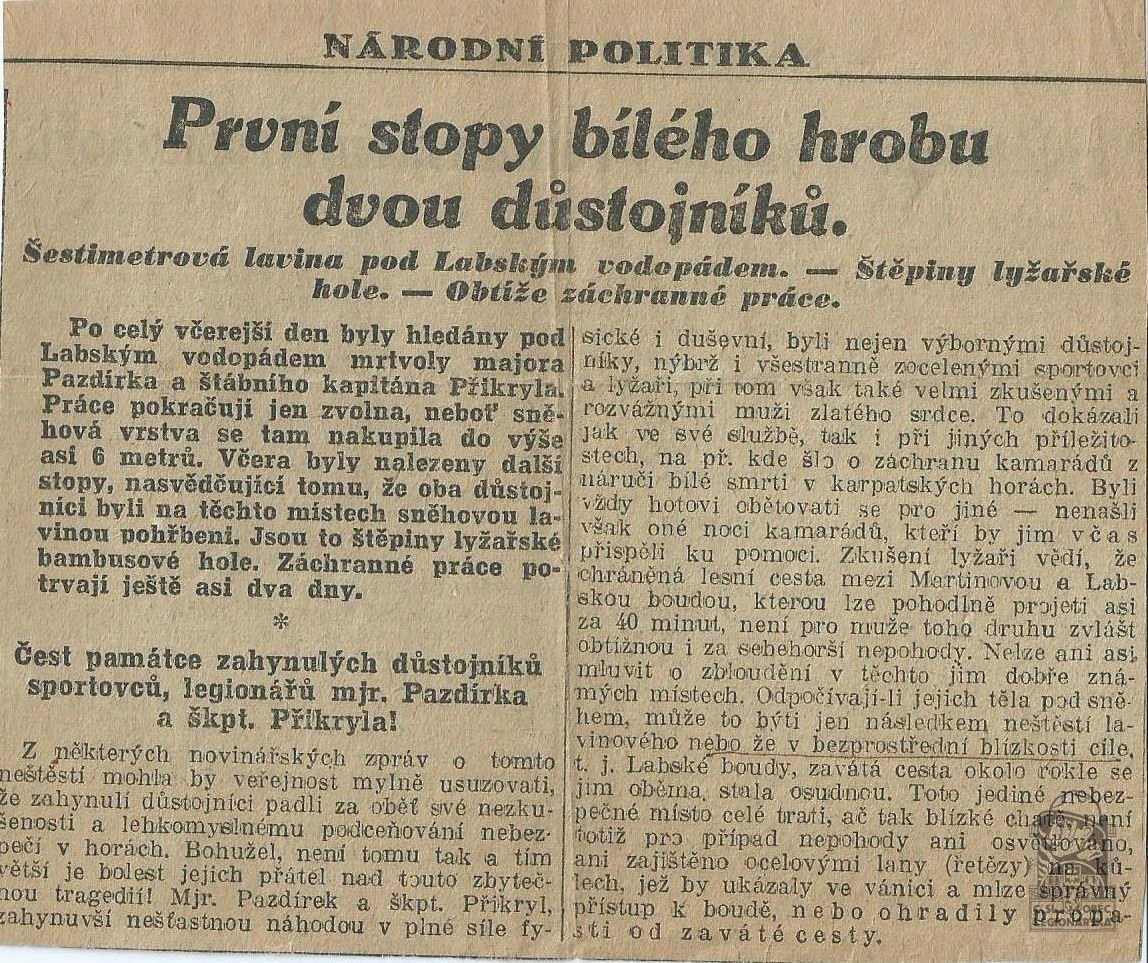 NÁRODNÍ POLITIKA
První stopy bílého hrobu
dvou důstojníků.
Šestimetrová lavina pod Labským vodopádem. — Štěpiny lyžařské
hole. — Obtíže záchranné práce.
Po celý včerejší den byly hledány pod
Labským vodopádem mrtvoly majora
Pazdírka a štábního kapitána Přikryla.
Práce pokračují jen zvolna, neboť sně-
hová vrstva se tam nakupila do výše
asi 6 metrů. Včera byly nalezeny další
stopy, nasvědčující tomu, že oba důstoj-
níci byli na těchto místech sněhovou la-
vinou pohřbeni. Jsou to štěpiny lyžařské
bambusové hole. Záchranné práce po-
trvají ještě asi dva dny.
*
Čest památce zahynulých důstojníků
sportovců, legionářů mjr. Pazdírka
a škpt. Přikryla!
Z některých novinářských zpráv o tomto
neštěstí mohla by veřejnost mylně usuzovati,
že zahynulí důstojníci padli za oběť své nezku-
šenosti a lehkomyslnému podceňování nebez-
pečí v horách. Bohužel, není tomu tak a tím
větší je bolest jejich přátel nad touto zbyteč-
nou tragedií! Mjr. Pazdírek a škpt. Přikryl,
zahynuvší nešťastnou náhodou v plné síle fy-
sické i duševní, byli nejen výbornými důstoj-
níky, nýbrž i všestranně zocelenými sportovci
a lyžaři, při tom však také velmi zkušenými a
rozvážnými muži zlatého srdce. To dokázali
jak ve své službě, tak i při jiných příležito-
stech, na př. kde šlo o záchranu kamarádů z
náručí bílé smrti v karpatských horách. Byli
vždy hotovi obětovati se pro jiné — nenašli
však oné noci kamarádů, kteří by jim včas
přispěli ku pomoci. Zkušení lyžaři vědí, že
chráněná lesní cesta mezi Martinovou a Lab-
skou boudou, kterou lze pohodlně projeti asi
za 40 minut, není pro muže toho druhu zvlášť
obtížnou i za sebehorší nepohody. Nelze ani asi
mluvit o zbloudění v těchto jim dobře zná-
mých místech. Odpočívají-li jejich těla pod sně-
hem, může to býti jen následkem neštěstí la-
vinového nebo že v bezprostřední blízkosti cíle,
t. j. Labské boudy, zavátá cesta okolo rokle se
jim oběma stala osudnou. Toto jediné nebez-
pečné místo celé trati, ač tak blízké chatě, není
totiž pro případ nepohody ani osvětlováno,
ani zajištěno ocelovými lany (řetězy) na ků-
lech, jež by ukázaly ve vánici a mlze správný
přístup k boudě, nebo ohradily propa-
sti od zaváté cesty.
OBEC
LEGIONÁŘSKÁ